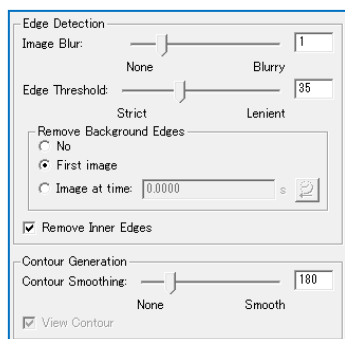 Edge Detection
Image Blur: 1
None Blurry
Edge Threshold: 35
Strict Lenient
Remove Background Edges
No
First image
Image at time: 0.0000 s
Remove Inner Edges
Contour Generation
Contour Smoothing: 180
None Smooth
View Contour